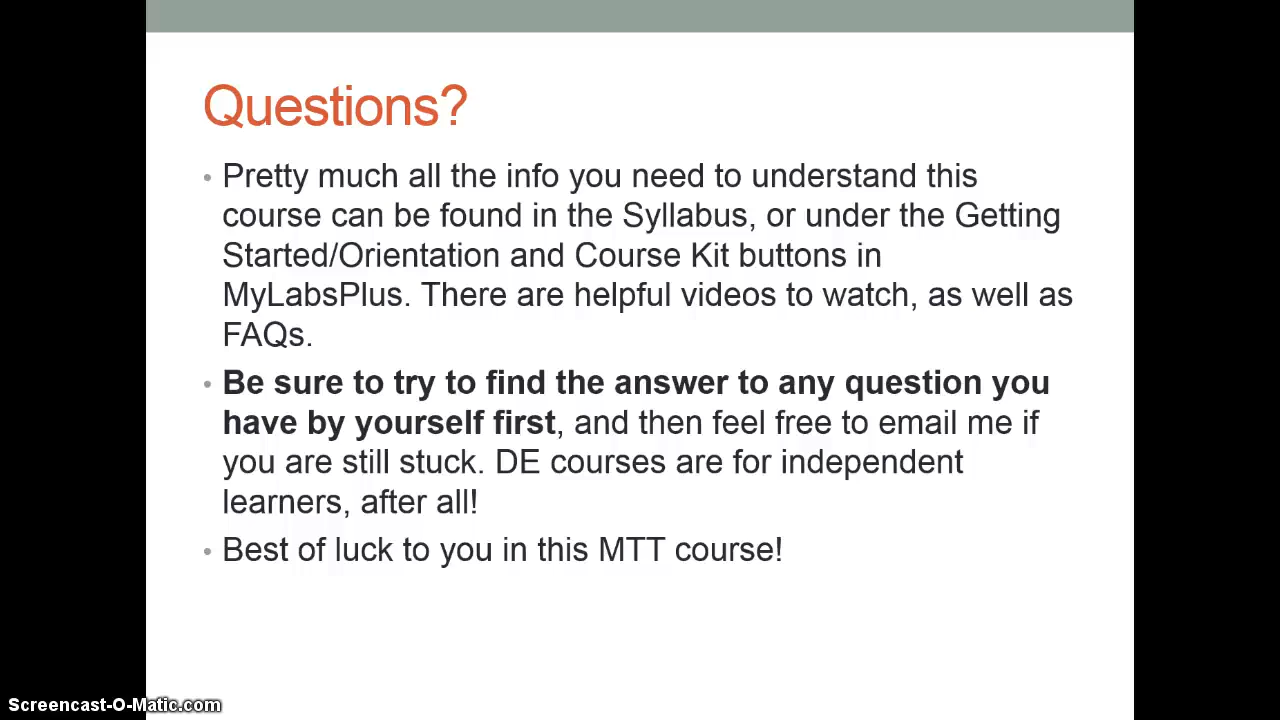 Questions?
• Pretty much all the info you need to understand this
course can be found in the Syllabus, or under the Getting
Started/Orientation and Course Kit buttons in
MyLabsPlus. There are helpful videos to watch, as well as
FAQs.
• Be sure to try to find the answer to any question you
have by yourself first, and then feel free to email me if
you are still stuck. DE courses are for independent
learners, after all!
• Best of luck to you in this MTT course!
Screencast-O-Matic.com